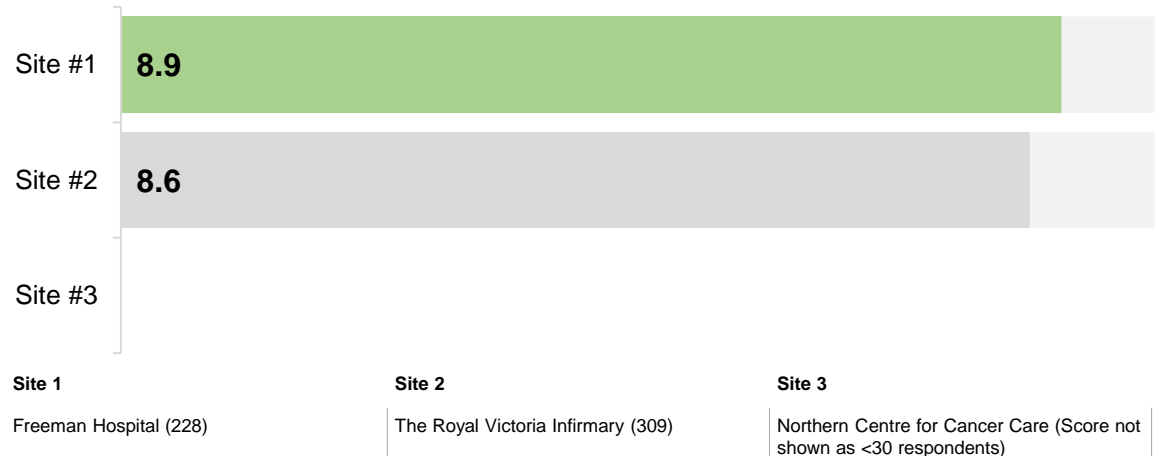 Site #1
8.9
Site #2
8.6
Site #3
Site 1
Site 2
Site 3
Freeman Hospital (228)
The Royal Victoria Infirmary (309)
Northern Centre for Cancer Care (Score not
shown as <30 respondents)